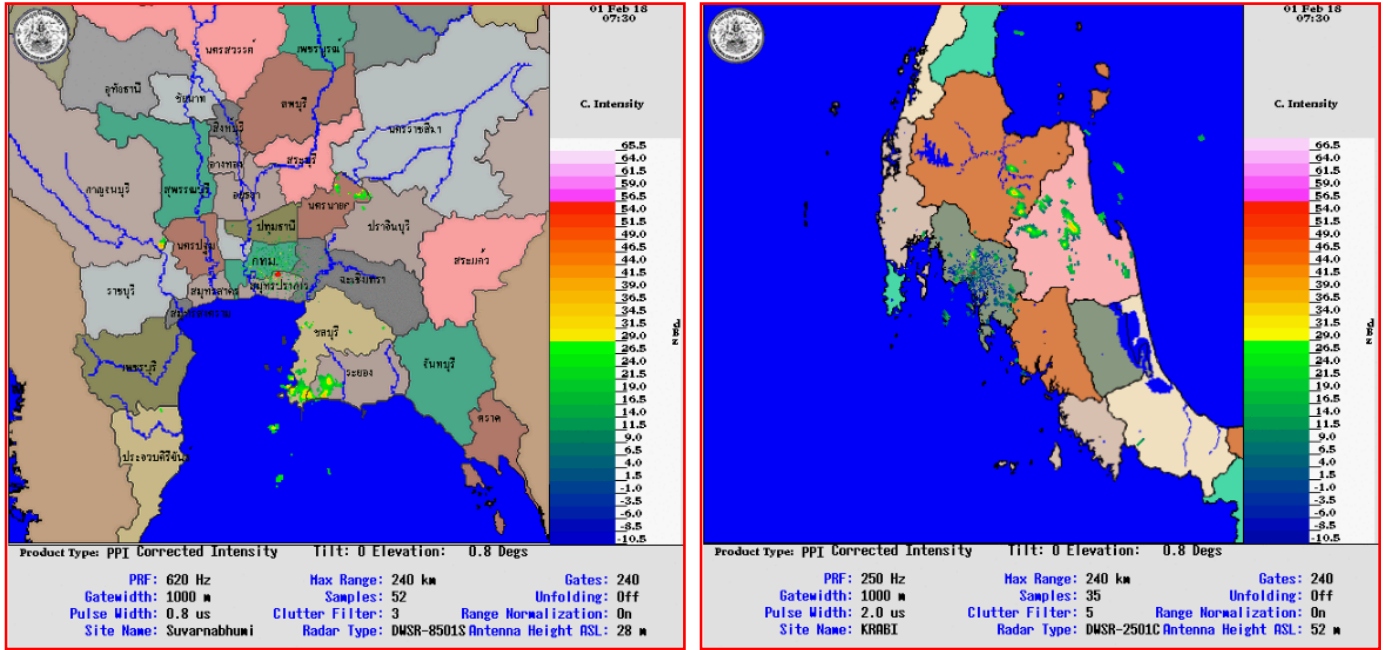 01 Feb 18
07:30
C. Intensity
65.5
64.0
61.5
59.0
56.5
54.0
51.5
49.0
46.5
44.0
41.5
39.0
36.5
34.0
31.5
29.0
26.5
24.0
21.5
19.0
16.5
14.0
11.5
9.0
6.5
4.0
1.5
-1.0
-3.5
-6.0
-8.5
นครสวรรค์
เพชรบูรณ์
อุทัยธานี
ชัยนาท
ลพบุรี
สิงห์บุรี
นครราชสีมา
อ่างทอง
สระบุรี
กาญจนบุรี
สุพรรณบุรี
อยุธยา
นครนายก
ปทุมธานี
ปราจีนบุรี
นครปฐม
กทม.
สระแก้ว
ราชบุรี
สมุทรสาคร
สมุทรปราการ
ฉะเชิงเทรา
สมุทรสงคราม
ชลบุรี
เพชรบุรี
ระยอง
จันทบุรี
ตราด
ประจวบคีรีขันธ์
Product Type: PPI Corrected Intensity Tilt: 0 Elevation: 0.8 Degs
PRF: 620 Hz Max Range: 240 km Gates: 240
Gatewidth: 1000 m Samples: 52 Unfolding: Off
Pulse Width: 0.8 us Clutter Filter: 3 Range Normalization: On
Site Name: Suvarnabhumi Radar Type: DWSR-8501S Antenna Height ASL: 28 m
01 Feb 18
07:30
C. Intensity
66.5
64.0
61.5
59.0
56.5
54.0
51.5
49.0
46.5
44.0
41.5
39.0
36.5
34.0
31.5
29.0
26.5
24.0
21.5
19.0
16.5
14.0
11.5
9.0
6.5
4.0
1.5
-1.0
-3.5
-6.0
-8.5
-10.5
Product Type: PPI Corrected Intensity Tilt: 0 Elevation: 0.8 Degs
PRF: 250 Hz Max Range: 240 km Gates: 240
Gatewidth: 1000 m Samples: 35 Unfolding: Off
Pulse Width: 2.0 us Clutter Filter: 5 Range Normalization: On
Site Name: KRABI Radar Type: DWSR-2501C Antenna Height ASL: 52 m